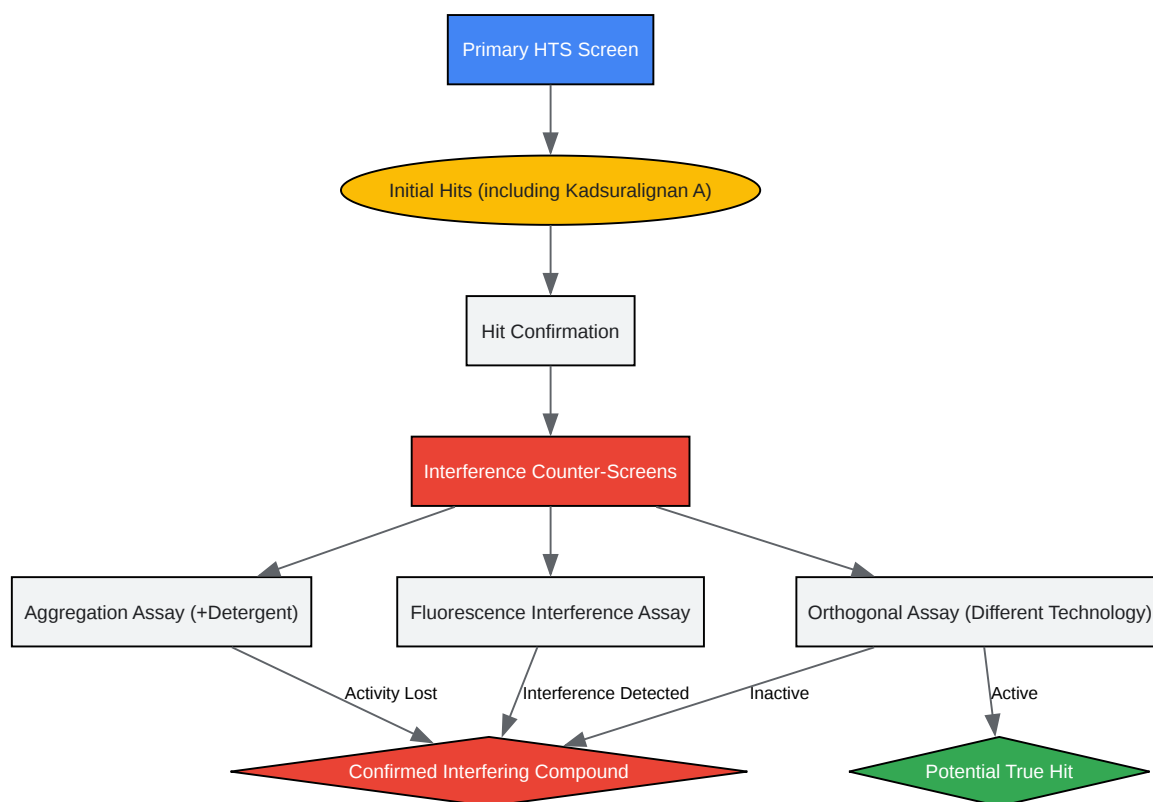 Primary HTS Screen
Initial Hits (including Kadsuralignan A)
Hit Confirmation
Interference Counter-Screens
Aggregation Assay (+Detergent)
Fluorescence Interference Assay
Orthogonal Assay (Different Technology)
Activity Lost
Interference Detected
Inactive
Active
Confirmed Interfering Compound
Potential True Hit